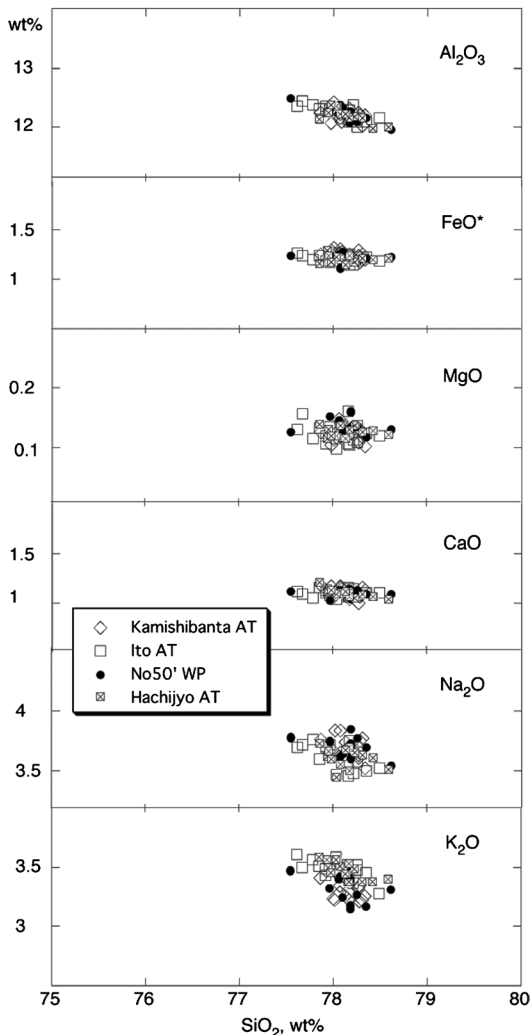 wt%
Al₂O₃
13
12
FeO*
1.5
1
MgO
0.2
0.1
CaO
1.5
1
Kamishibanta AT
Ito AT
No50' WP
Hachijyo AT
Na₂O
4
3.5
K₂O
3.5
3
75 76 77 78 79 80
SiO₂, wt%